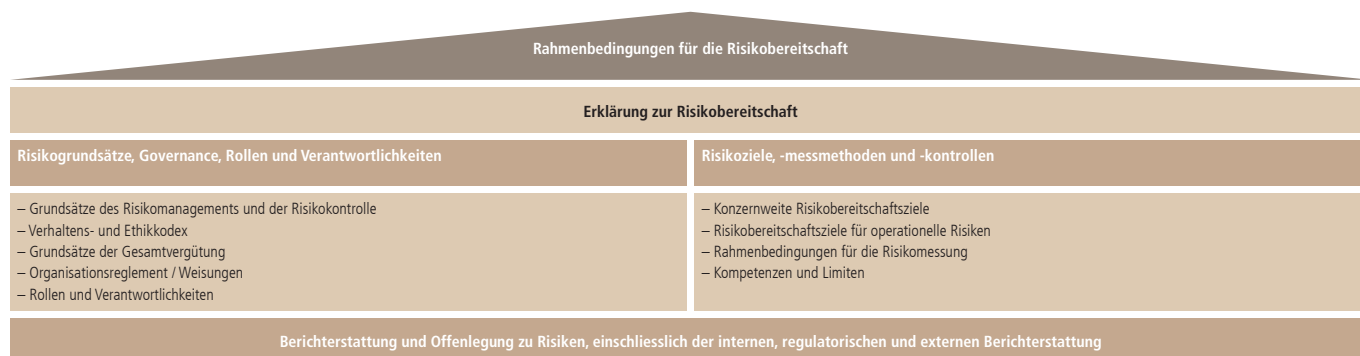 Rahmenbedingungen für die Risikobereitschaft
Erklärung zur Risikobereitschaft
Risikogrundsätze, Governance, Rollen und Verantwortlichkeiten
– Grundsätze des Risikomanagements und der Risikokontrolle
– Verhaltens- und Ethikkodex
– Grundsätze der Gesamtvergütung
– Organisationsreglement / Weisungen
– Rollen und Verantwortlichkeiten
Risikoziele, -messmethoden und -kontrollen
– Konzernweite Risikobereitschaftsziele
– Risikobereitschaftsziele für operationelle Risiken
– Rahmenbedingungen für die Risikomessung
– Kompetenzen und Limiten
Berichterstattung und Offenlegung zu Risiken, einschliesslich der internen, regulatorischen und externen Berichterstattung